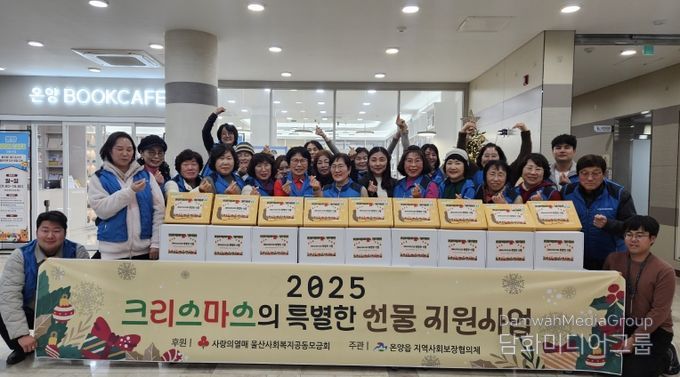 온양 BOOKCAFE
2025
크리스마스의 특별한 선물 지원사업
후원 사랑의열매 울산사회복지공동모금회 주관 온양읍 지역사회보장협의체
DamwahMediaGroup
담화미디어그룹